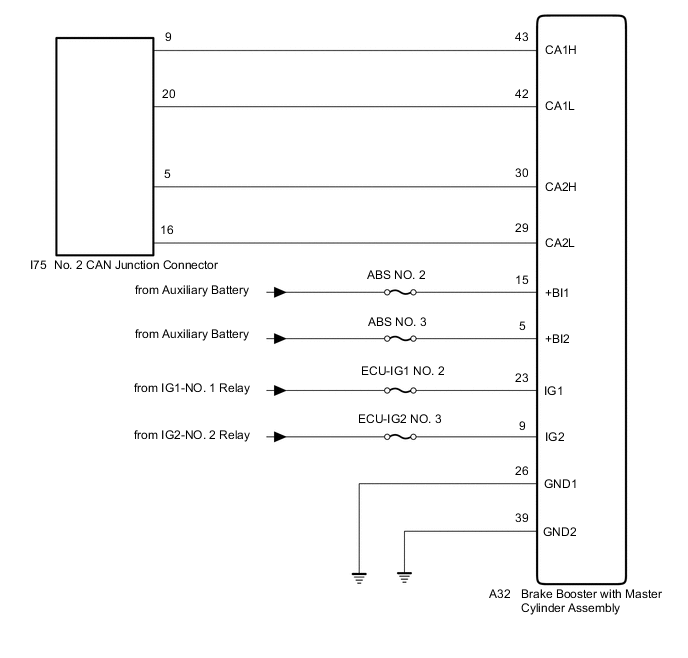 9 43 CA1H
20 42 CA1L
5 30 CA2H
16 29 CA2L
I75 No. 2 CAN Junction Connector
from Auxiliary Battery ABS NO. 2 15 +BI1
from Auxiliary Battery ABS NO. 3 5 +BI2
from IG1-NO. 1 Relay ECU-IG1 NO. 2 23 IG1
from IG2-NO. 2 Relay ECU-IG2 NO. 3 9 IG2
26 GND1
39 GND2
A32 Brake Booster with Master
Cylinder Assembly